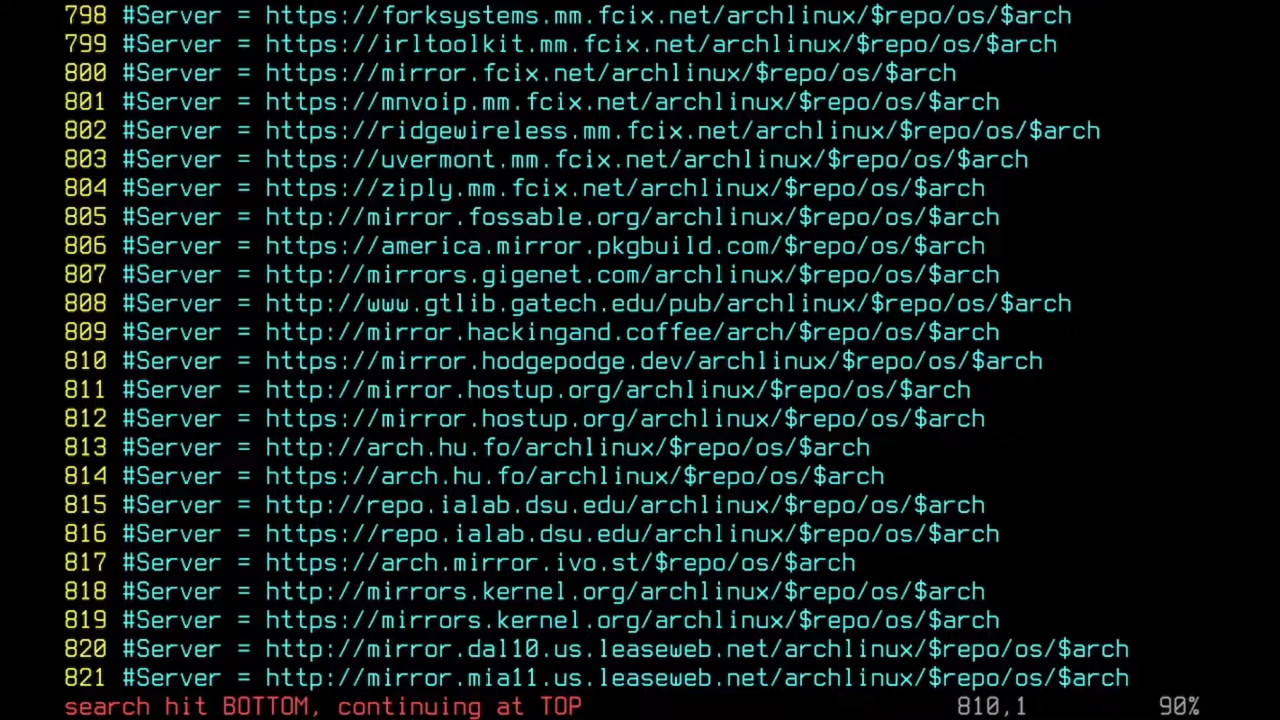 798 #Server = https://forksystems.mm.fcix.net/archlinux/$repo/os/$arch
799 #Server = https://irltoolkit.mm.fcix.net/archlinux/$repo/os/$arch
800 #Server = https://mirror.fcix.net/archlinux/$repo/os/$arch
801 #Server = https://mnvoip.mm.fcix.net/archlinux/$repo/os/$arch
802 #Server = https://ridgewireless.mm.fcix.net/archlinux/$repo/os/$arch
803 #Server = https://uvermont.mm.fcix.net/archlinux/$repo/os/$arch
804 #Server = https://ziply.mm.fcix.net/archlinux/$repo/os/$arch
805 #Server = http://mirror.fossable.org/archlinux/$repo/os/$arch
806 #Server = https://america.mirror.pkgbuild.com/$repo/os/$arch
807 #Server = http://mirrors.gigenet.com/archlinux/$repo/os/$arch
808 #Server = http://www.gtlib.gatech.edu/pub/archlinux/$repo/os/$arch
809 #Server = http://mirror.hackingand.coffee/arch/$repo/os/$arch
810 #Server = http://mirror.hodgepodge.dev/archlinux/$repo/os/$arch
811 #Server = http://mirror.hostup.org/archlinux/$repo/os/$arch
812 #Server = https://mirror.hostup.org/archlinux/$repo/os/$arch
813 #Server = http://arch.hu.fo/archlinux/$repo/os/$arch
814 #Server = https://arch.hu.fo/archlinux/$repo/os/$arch
815 #Server = http://repo.ialab.dsu.edu/archlinux/$repo/os/$arch
816 #Server = https://repo.ialab.dsu.edu/archlinux/$repo/os/$arch
817 #Server = https://arch.mirror.ivo.st/$repo/os/$arch
818 #Server = http://mirrors.kernel.org/archlinux/$repo/os/$arch
819 #Server = https://mirrors.kernel.org/archlinux/$repo/os/$arch
820 #Server = http://mirror.dal10.us.leaseweb.net/archlinux/$repo/os/$arch
821 #Server = http://mirror.mia11.us.leaseweb.net/archlinux/$repo/os/$arch
search hit BOTTOM, continuing at TOP 810,1 90%